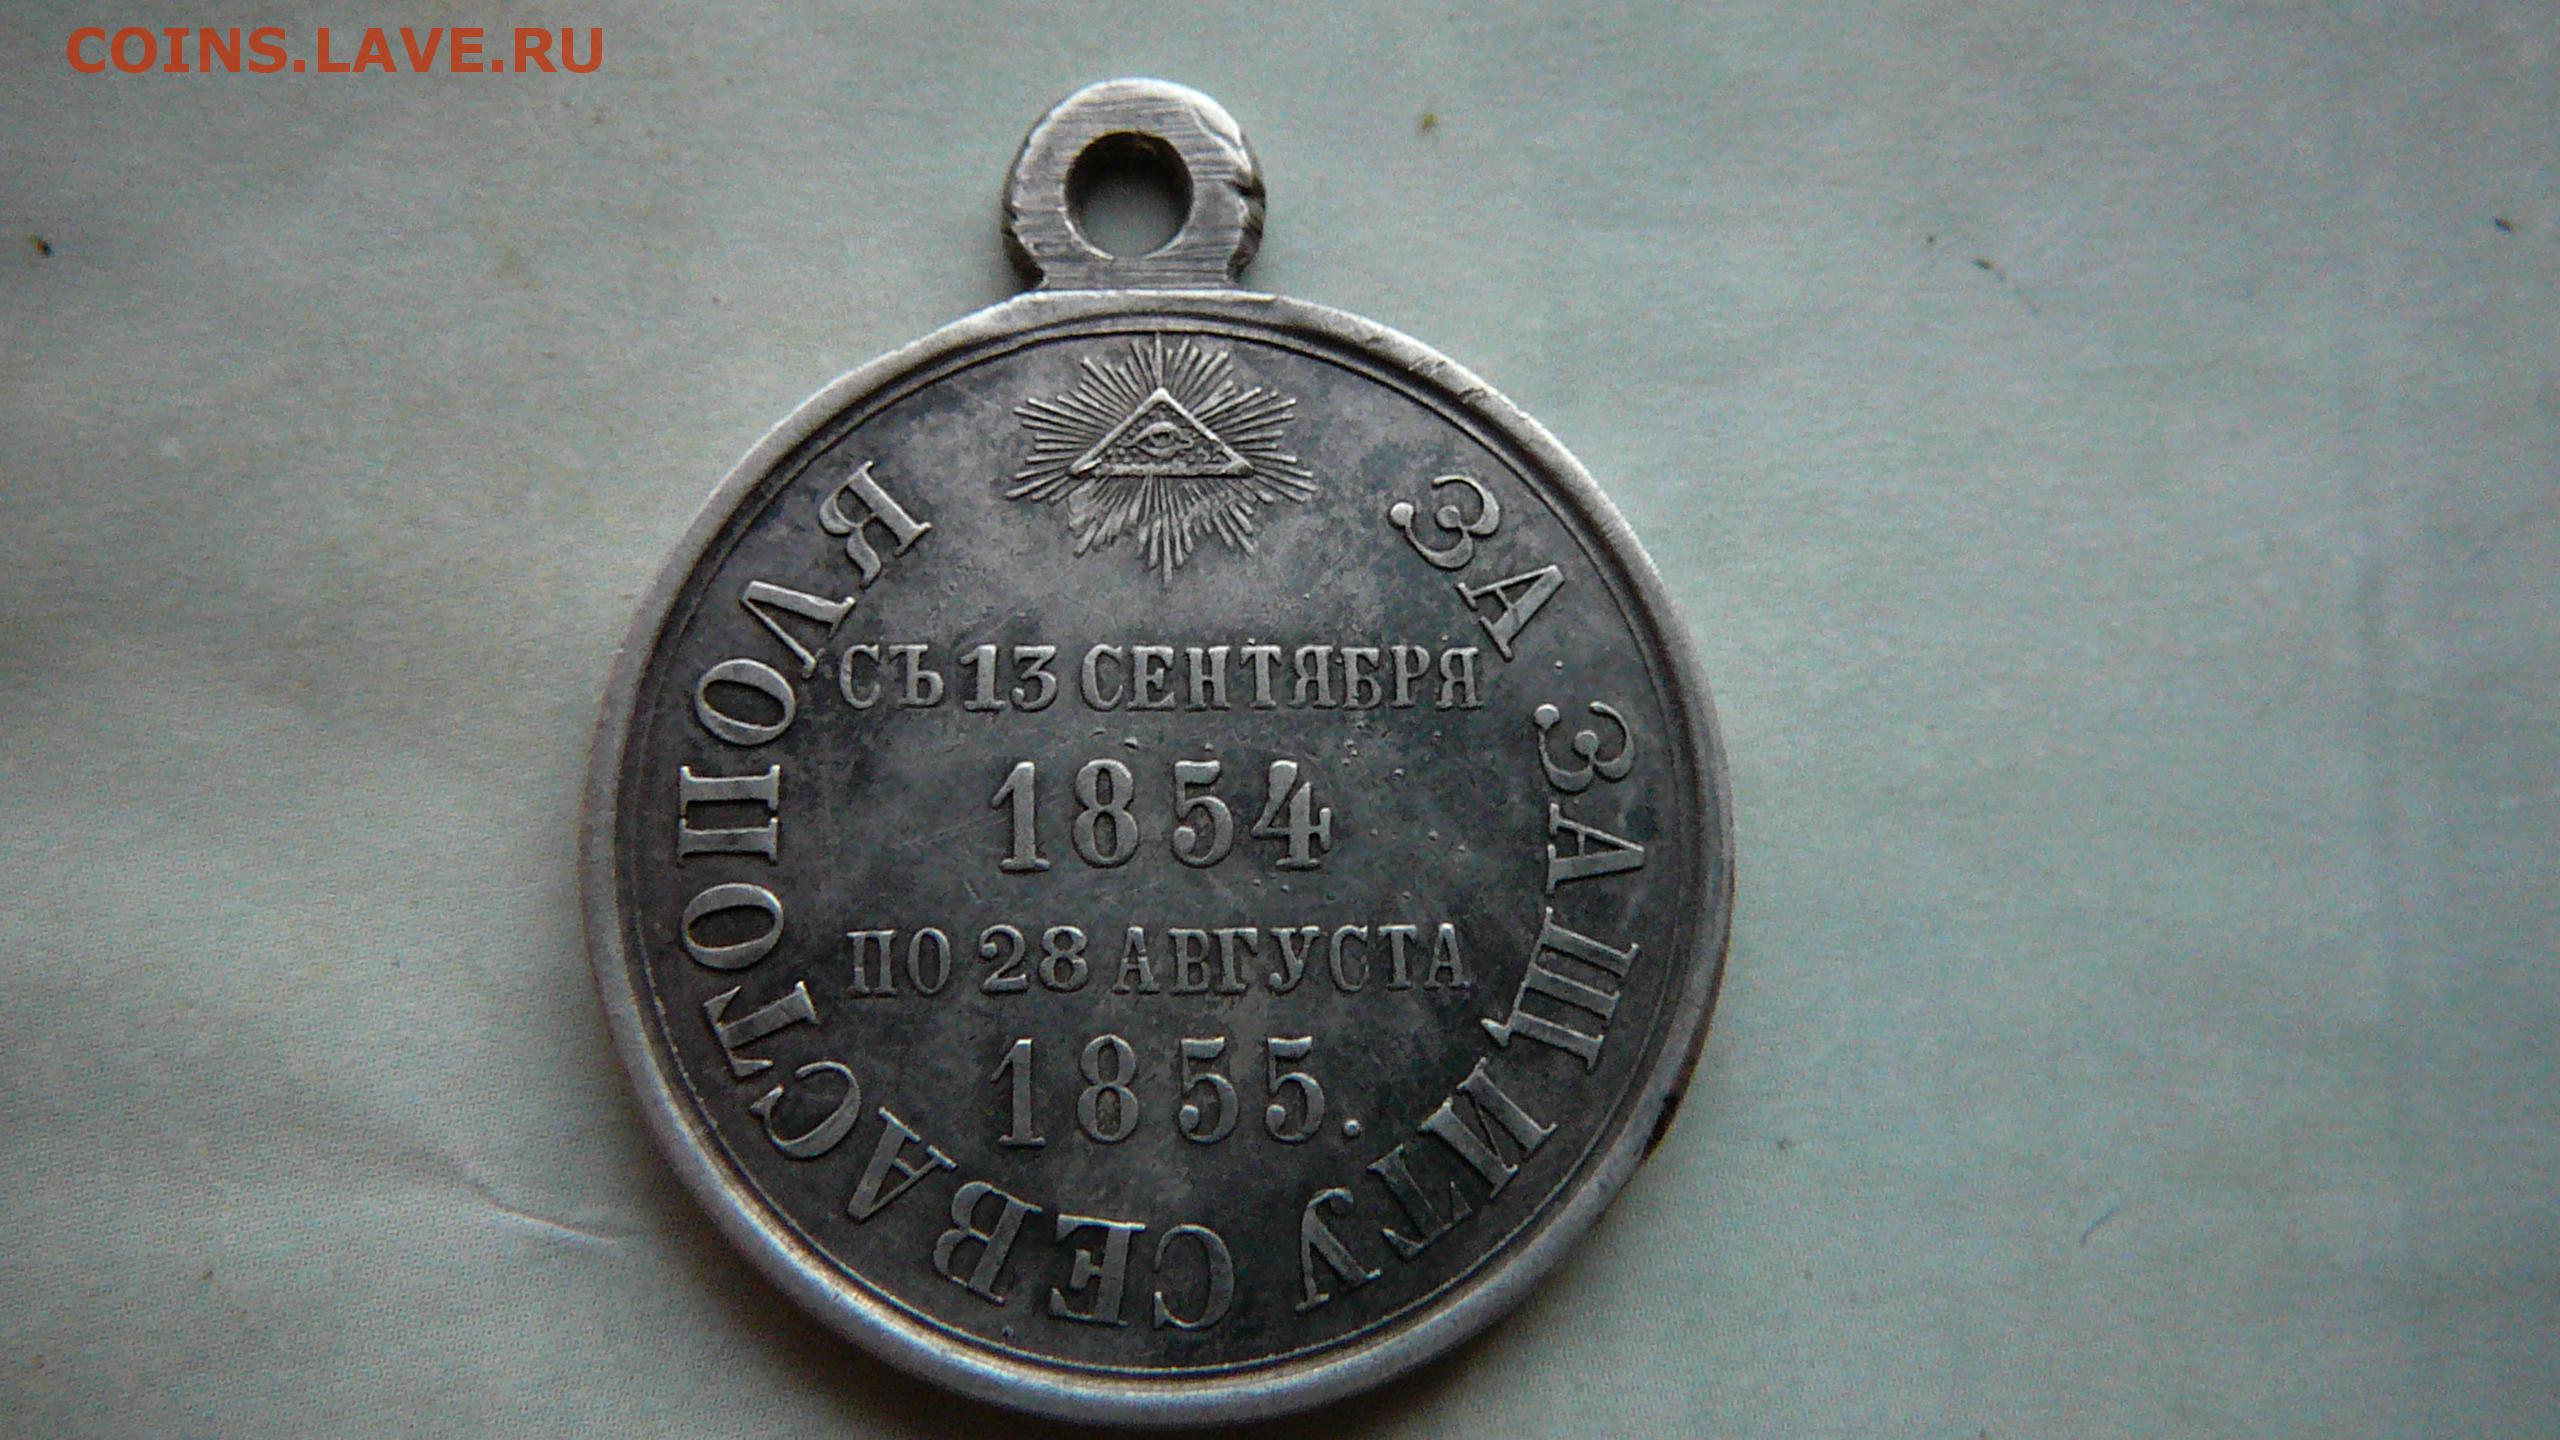 COINS.LAVE.RU
ЗА ЗАЩИТУ СЕВАСТОПОЛЯ
СЪ 13 СЕНТЯБРЯ
1854
ПО 28 АВГУСТА
1855.